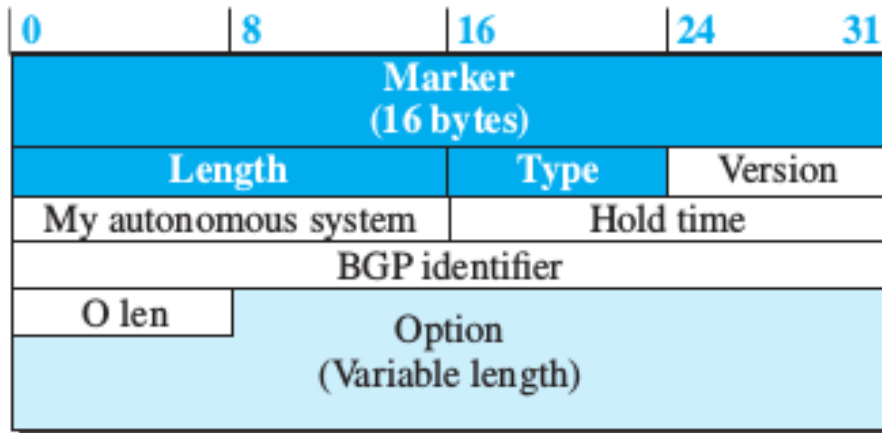 0 8 16 24 31
Marker
(16 bytes)
Length Type Version
My autonomous system Hold time
BGP identifier
O len
Option
(Variable length)